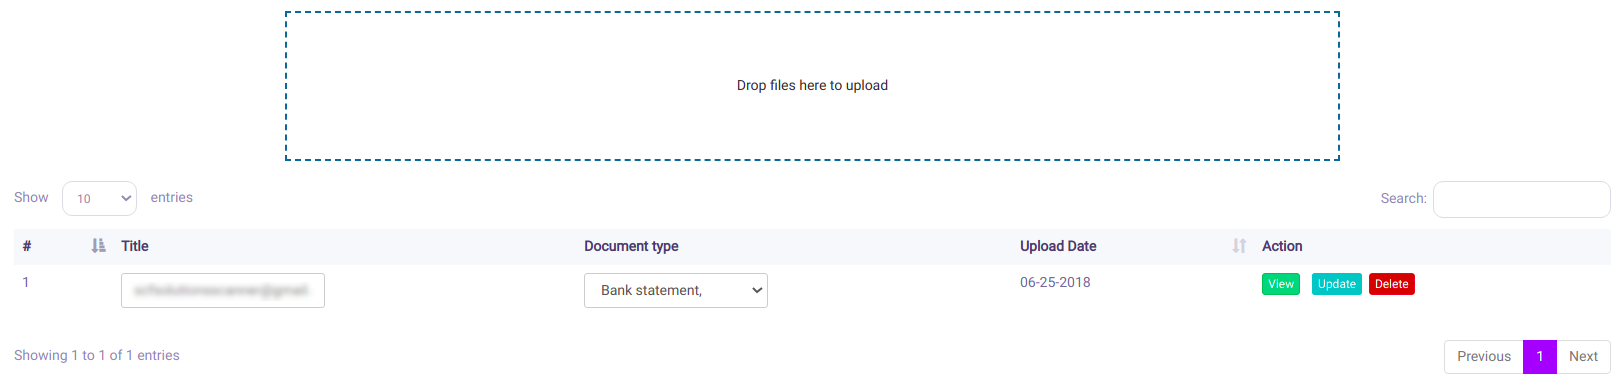 Drop files here to upload
Show 10 entries Search:
# Title Document type Upload Date Action
1 Bank statement, 06-25-2018 View Update Delete
Showing 1 to 1 of 1 entries Previous 1 Next